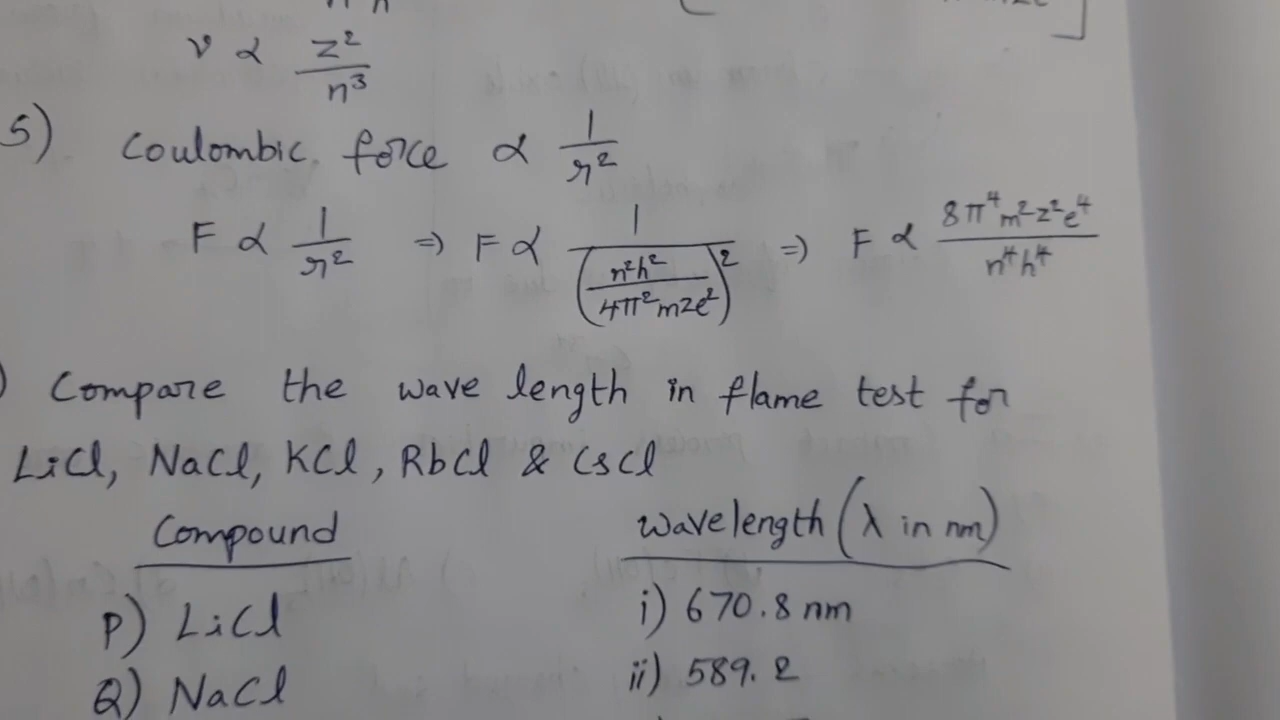 ν ∝ z²/n³
5) Coulombic force ∝ 1/r²
F ∝ 1/r² ⇒ F ∝ 1/(n²h²/4π²mze²)² ⇒ F ∝ 8π⁴m²z²e⁴/n⁴h⁴
) Compare the wave length in flame test for
LiCl, NaCl, KCl, RbCl & CsCl
Compound wavelength (λ in nm)
P) LiCl i) 670.8 nm
Q) NaCl ii) 589.2